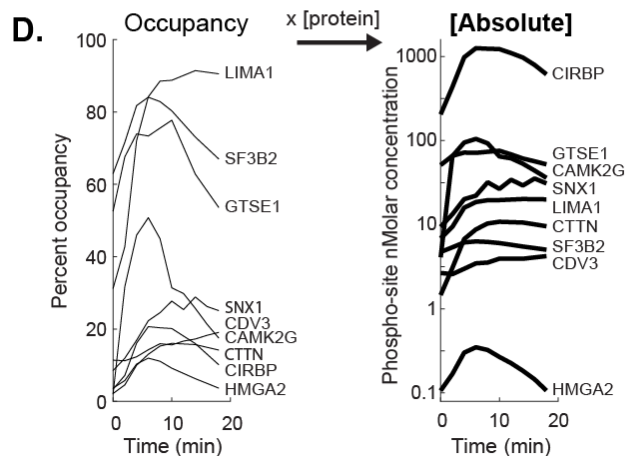 D.
Occupancy
x [protein]
[Absolute]
Percent occupancy
100
80
60
40
20
0
0
10
20
Time (min)
LIMA1
SF3B2
GTSE1
SNX1
CDV3
CAMK2G
CTTN
CIRBP
HMGA2
Phospho-site nMolar concentration
1000
100
10
1
0.1
0
10
20
Time (min)
CIRBP
GTSE1
CAMK2G
SNX1
LIMA1
CTTN
SF3B2
CDV3
HMGA2